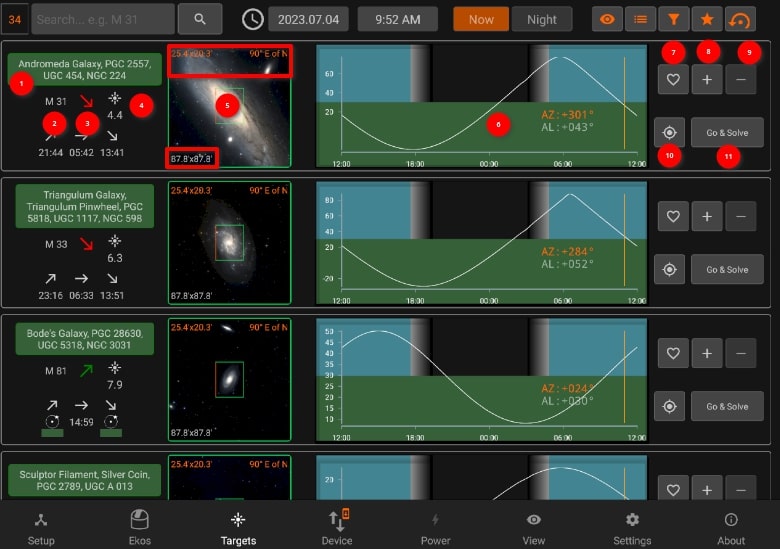 34 Search... e.g. M 31 2023.07.04 9:52 AM Now Night
Andromeda Galaxy, PGC 2557,
UGC 454, NGC 224
1
M 31
4.4
2 3 4
21:44 05:42 13:41
25.4'x20.3' 90° E of N
5
87.8'x87.8'
60
40
20
6
AZ: +301°
AL: +043°
12:00 18:00 00:00 06:00 12:00
7 8 9
10 11
Go & Solve
Triangulum Galaxy,
Triangulum Pinwheel, PGC
5818, UGC 1117, NGC 598
M 33
6.3
23:16 06:33 13:51
25.4'x20.3' 90° E of N
87.8'x87.8'
80
60
40
20
-20
AZ: +284°
AL: +052°
12:00 18:00 00:00 06:00 12:00
Go & Solve
Bode's Galaxy, PGC 28630,
UGC 5318, NGC 3031
M 81
7.9
14:59
25.4'x20.3' 90° E of N
87.8'x87.8'
50
45
40
35
30
25
20
15
10
AZ: +024°
AL: +030°
12:00 18:00 00:00 06:00 12:00
Go & Solve
Sculptor Filament, Silver Coin,
PGC 2789, UGC A 013
25.4'x20.3' 90° E of N
20
Setup Ekos Targets Device Power View Settings About